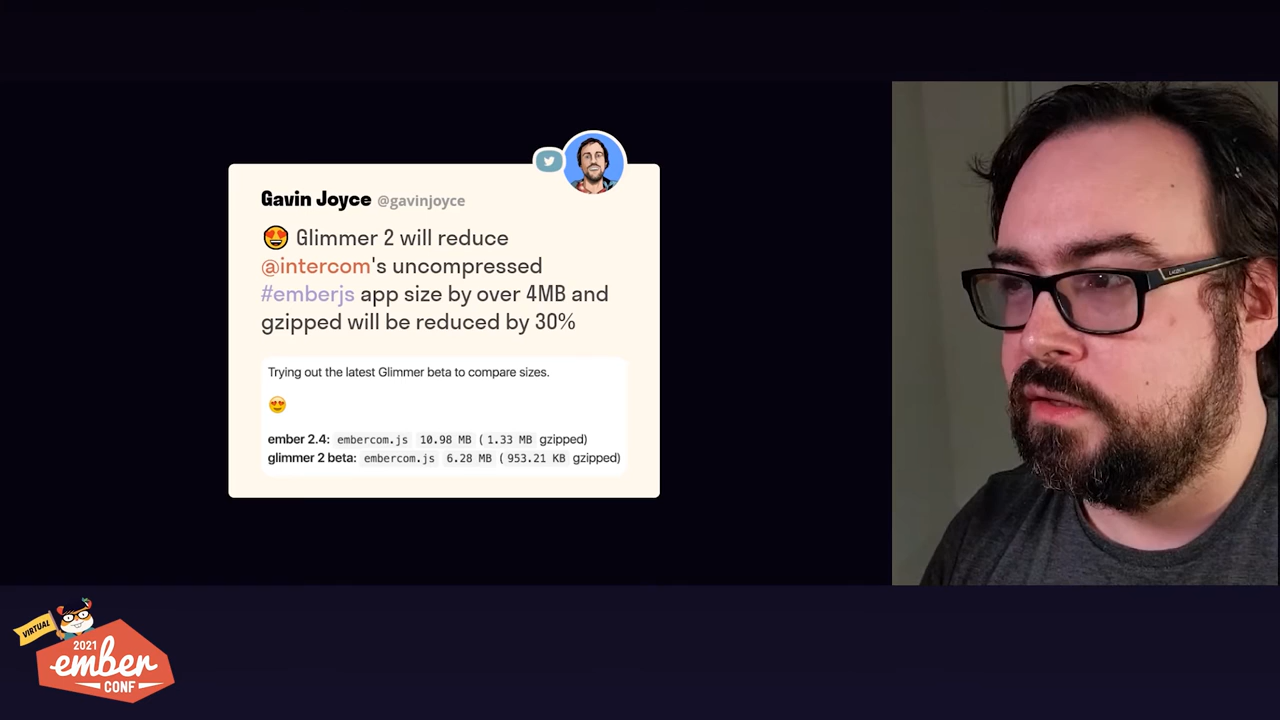 Gavin Joyce @gavinjoyce
😍 Glimmer 2 will reduce
@intercom's uncompressed
#emberjs app size by over 4MB and
gzipped will be reduced by 30%
Trying out the latest Glimmer beta to compare sizes.
😍
ember 2.4: embercom.js 10.98 MB ( 1.33 MB gzipped)
glimmer 2 beta: embercom.js 6.28 MB ( 953.21 KB gzipped)
VIRTUAL
2021
ember
CONF